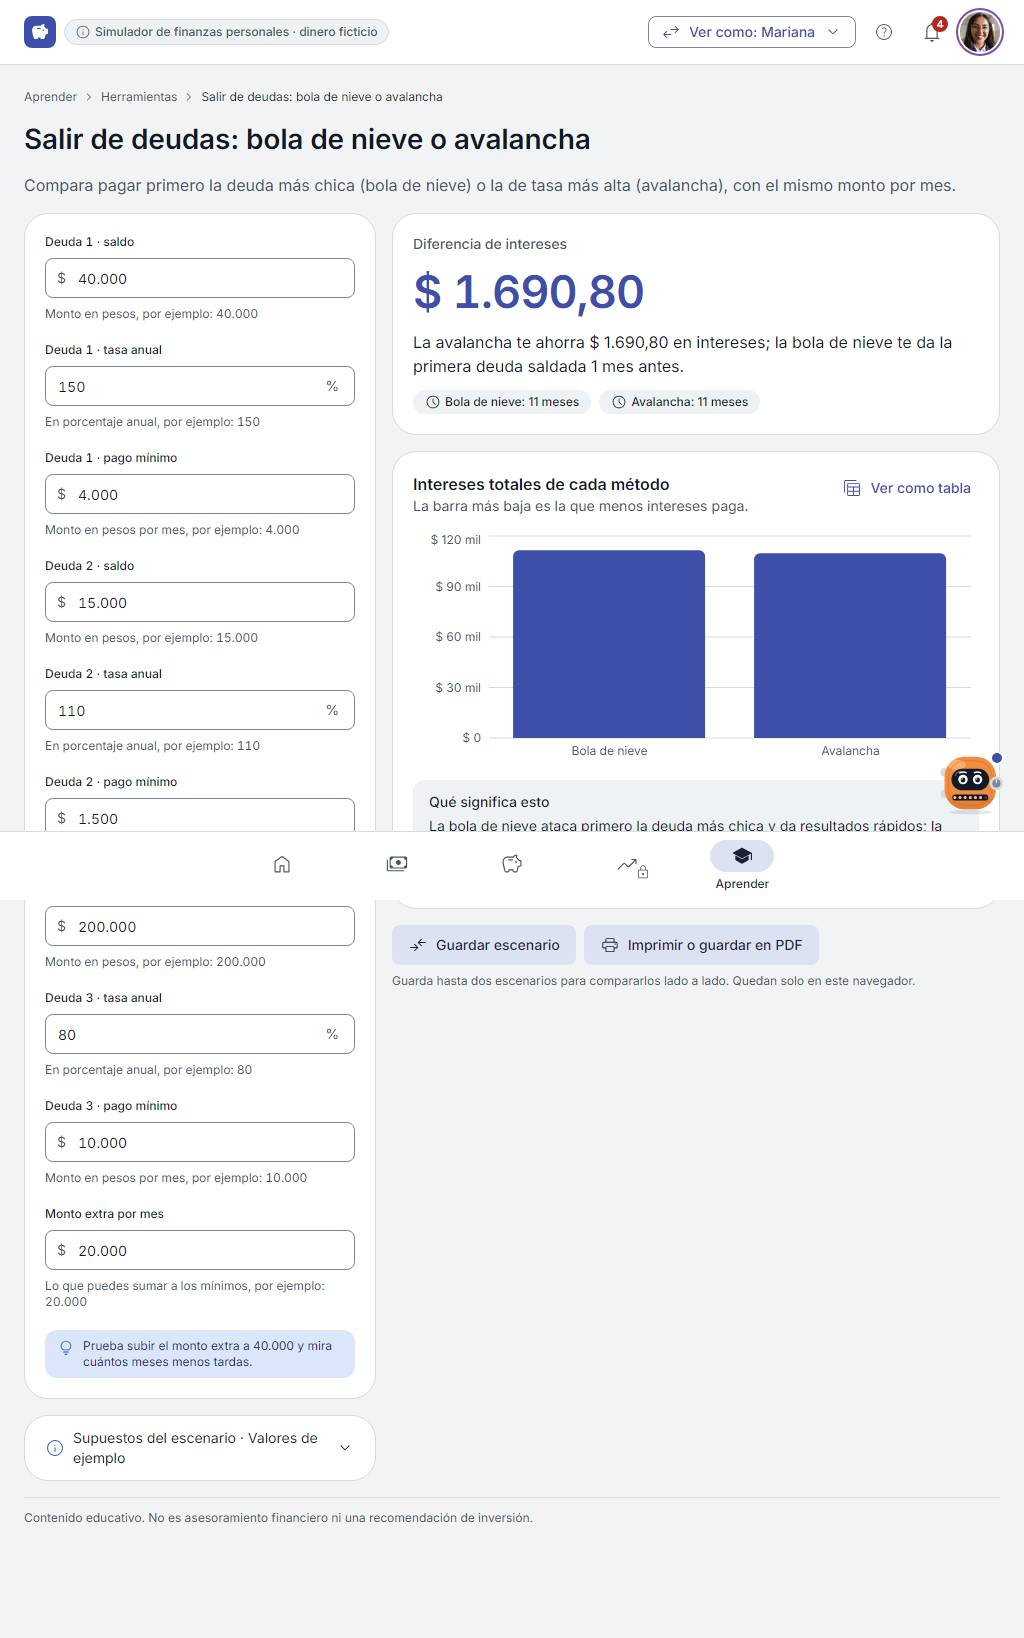 Simulador de finanzas personales · dinero ficticio
Ver como: Mariana
4
Aprender
Herramientas
Salir de deudas: bola de nieve o avalancha
Salir de deudas: bola de nieve o avalancha
Compara pagar primero la deuda más chica (bola de nieve) o la de tasa más alta (avalancha), con el mismo monto por mes.
Deuda 1 · saldo
$ 40.000
Monto en pesos, por ejemplo: 40.000
Deuda 1 · tasa anual
150 %
En porcentaje anual, por ejemplo: 150
Deuda 1 · pago mínimo
$ 4.000
Monto en pesos por mes, por ejemplo: 4.000
Deuda 2 · saldo
$ 15.000
Monto en pesos, por ejemplo: 15.000
Deuda 2 · tasa anual
110 %
En porcentaje anual, por ejemplo: 110
Deuda 2 · pago mínimo
$ 1.500
Diferencia de intereses
$ 1.690,80
La avalancha te ahorra $ 1.690,80 en intereses; la bola de nieve te da la
primera deuda saldada 1 mes antes.
Bola de nieve: 11 meses
Avalancha: 11 meses
Intereses totales de cada método
La barra más baja es la que menos intereses paga.
Ver como tabla
$ 120 mil
$ 90 mil
$ 60 mil
$ 30 mil
$ 0
Bola de nieve
Avalancha
Qué significa esto
La bola de nieve ataca primero la deuda más chica y da resultados rápidos; la
Aprender
$ 200.000
Monto en pesos, por ejemplo: 200.000
Deuda 3 · tasa anual
80 %
En porcentaje anual, por ejemplo: 80
Deuda 3 · pago mínimo
$ 10.000
Monto en pesos por mes, por ejemplo: 10.000
Monto extra por mes
$ 20.000
Lo que puedes sumar a los mínimos, por ejemplo:
20.000
Prueba subir el monto extra a 40.000 y mira
cuántos meses menos tardas.
Guardar escenario
Imprimir o guardar en PDF
Guarda hasta dos escenarios para compararlos lado a lado. Quedan solo en este navegador.
Supuestos del escenario · Valores de
ejemplo
Contenido educativo. No es asesoramiento financiero ni una recomendación de inversión.